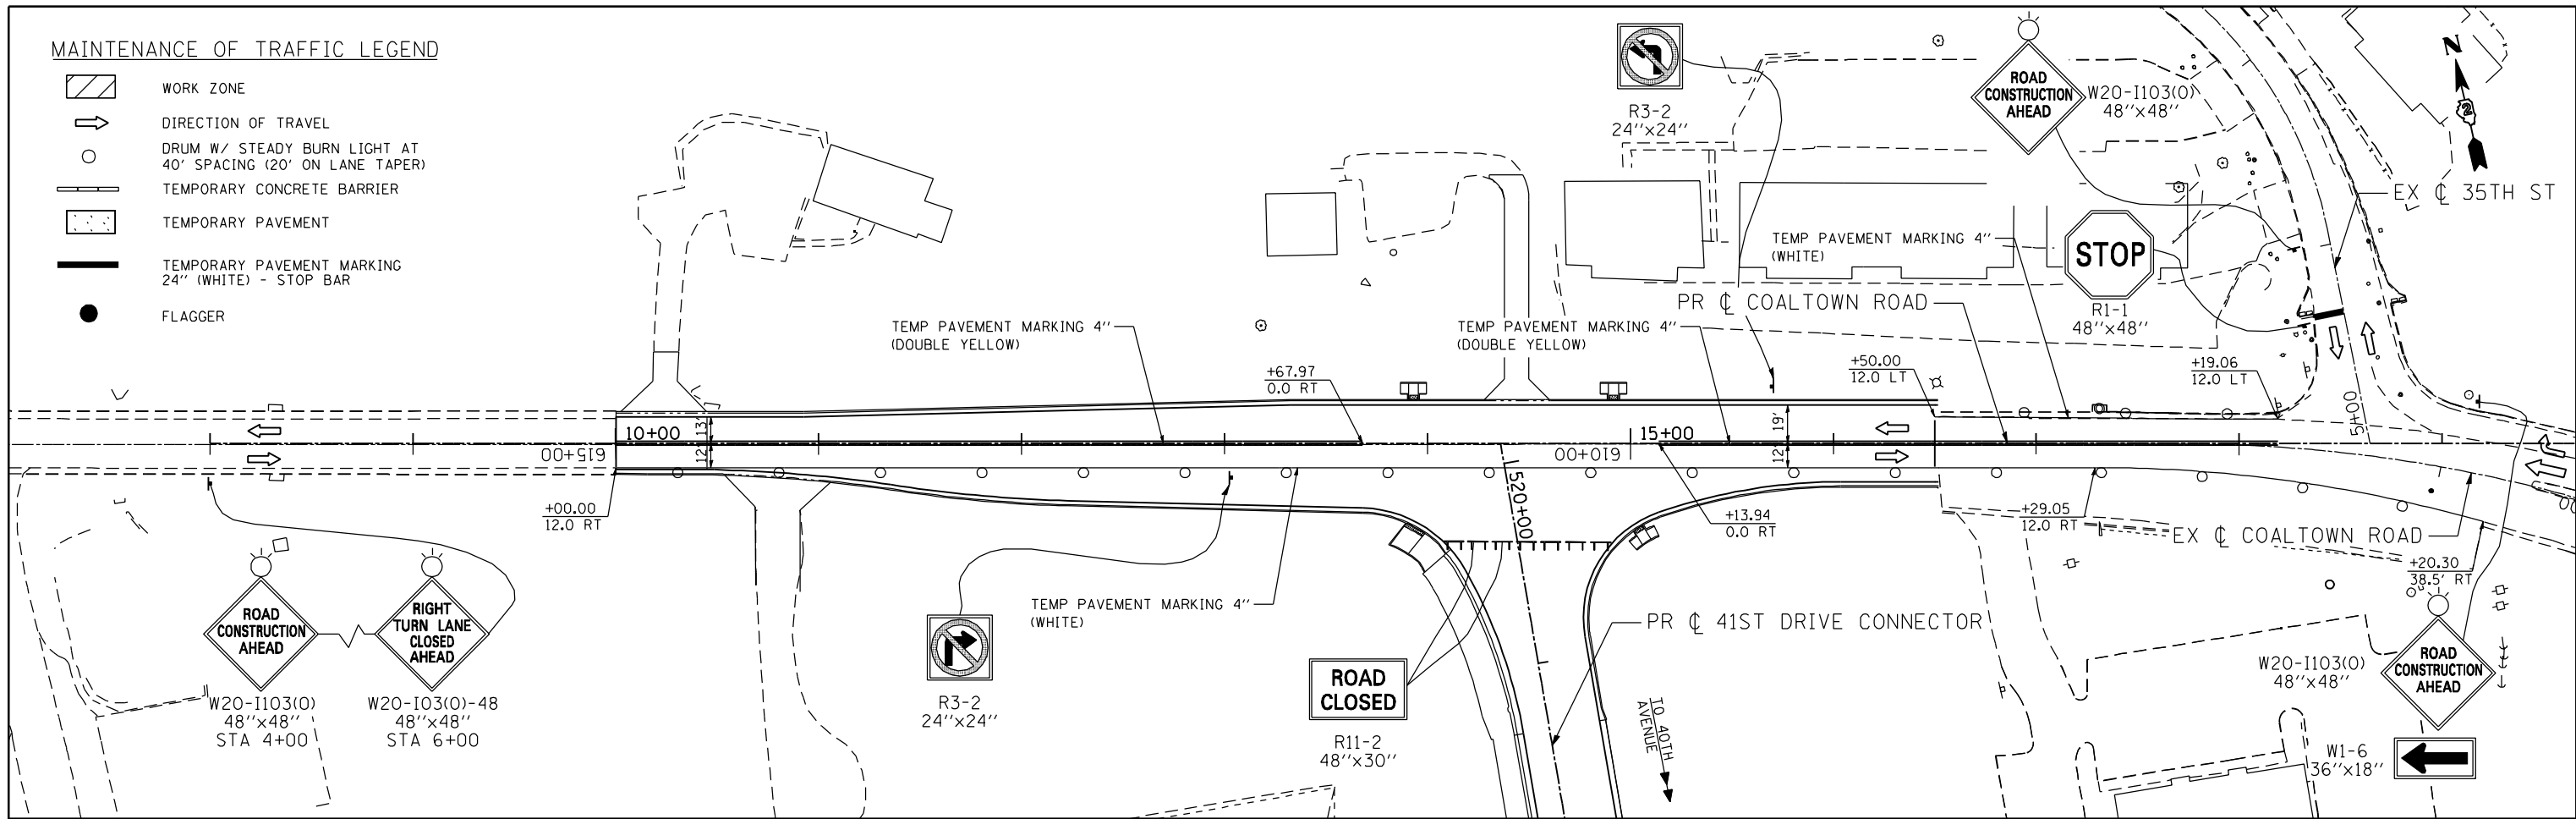 MAINTENANCE OF TRAFFIC LEGEND
WORK ZONE
DIRECTION OF TRAVEL
DRUM W/ STEADY BURN LIGHT AT
40' SPACING (20' ON LANE TAPER)
TEMPORARY CONCRETE BARRIER
TEMPORARY PAVEMENT
TEMPORARY PAVEMENT MARKING
24'' (WHITE) - STOP BAR
FLAGGER
R3-2
24''x24''
ROAD
CONSTRUCTION
AHEAD
W20-I103(O)
48''x48''
N
2
EX ℄ 35TH ST
STOP
R1-1
48''x48''
TEMP PAVEMENT MARKING 4''
(WHITE)
PR ℄ COALTOWN ROAD
TEMP PAVEMENT MARKING 4''
(DOUBLE YELLOW)
TEMP PAVEMENT MARKING 4''
(DOUBLE YELLOW)
+67.97
0.0 RT
+50.00
12.0 LT
+19.06
12.0 LT
5+00
10+00
13'
12'
615+00
15+00
19'
12'
610+00
520+00
+00.00
12.0 RT
+13.94
0.0 RT
+29.05
12.0 RT
EX ℄ COALTOWN ROAD
+20.30
38.5' RT
ROAD
CONSTRUCTION
AHEAD
W20-I103(O)
48''x48''
STA 4+00
RIGHT
TURN LANE
CLOSED
AHEAD
W20-I03(O)-48
48''x48''
STA 6+00
TEMP PAVEMENT MARKING 4''
(WHITE)
R3-2
24''x24''
ROAD
CLOSED
R11-2
48''x30''
PR ℄ 41ST DRIVE CONNECTOR
TO 40TH
AVENUE
ROAD
CONSTRUCTION
AHEAD
W20-I103(O)
48''x48''
W1-6
36''x18''